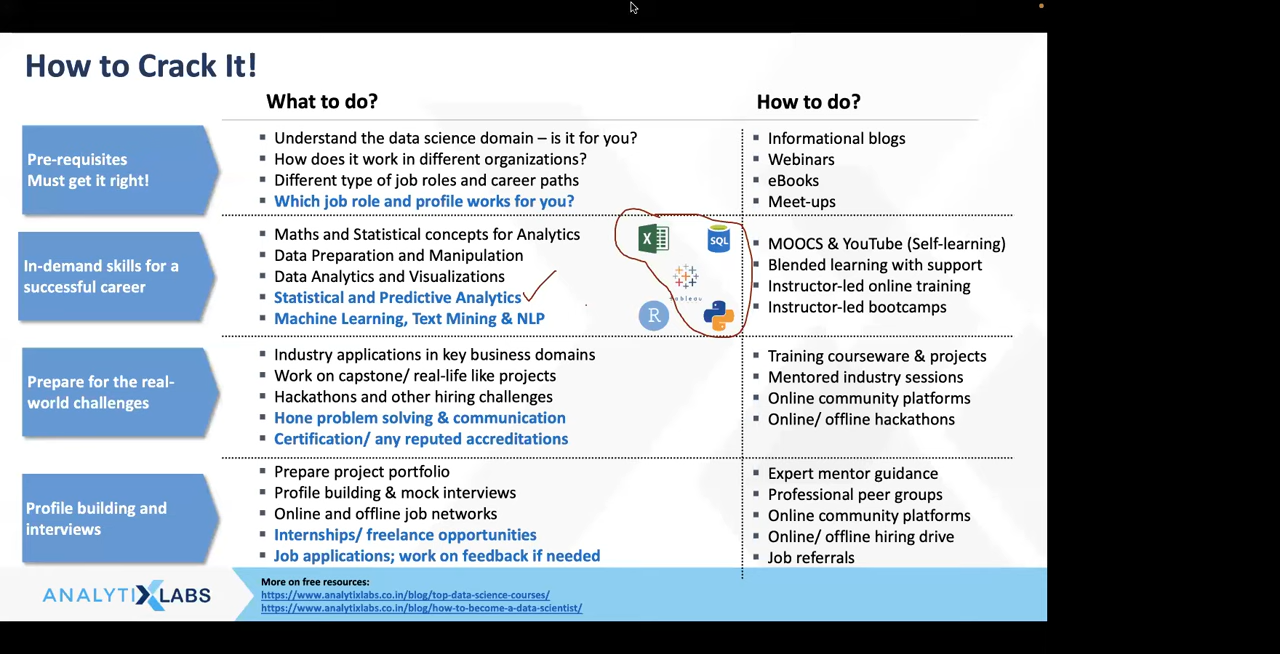 How to Crack It!
What to do?
How to do?
Pre-requisites
Must get it right!
Understand the data science domain – is it for you?
How does it work in different organizations?
Different type of job roles and career paths
Which job role and profile works for you?
Informational blogs
Webinars
eBooks
Meet-ups
In-demand skills for a
successful career
Maths and Statistical concepts for Analytics
Data Preparation and Manipulation
Data Analytics and Visualizations
Statistical and Predictive Analytics
Machine Learning, Text Mining & NLP
X
SQL
tableau
R
MOOCS & YouTube (Self-learning)
Blended learning with support
Instructor-led online training
Instructor-led bootcamps
Prepare for the real-
world challenges
Industry applications in key business domains
Work on capstone/ real-life like projects
Hackathons and other hiring challenges
Hone problem solving & communication
Certification/ any reputed accreditations
Training courseware & projects
Mentored industry sessions
Online community platforms
Online/ offline hackathons
Profile building and
interviews
Prepare project portfolio
Profile building & mock interviews
Online and offline job networks
Internships/ freelance opportunities
Job applications; work on feedback if needed
Expert mentor guidance
Professional peer groups
Online community platforms
Online/ offline hiring drive
Job referrals
ANALYTIXLABS
More on free resources:
https://www.analytixlabs.co.in/blog/top-data-science-courses/
https://www.analytixlabs.co.in/blog/how-to-become-a-data-scientist/